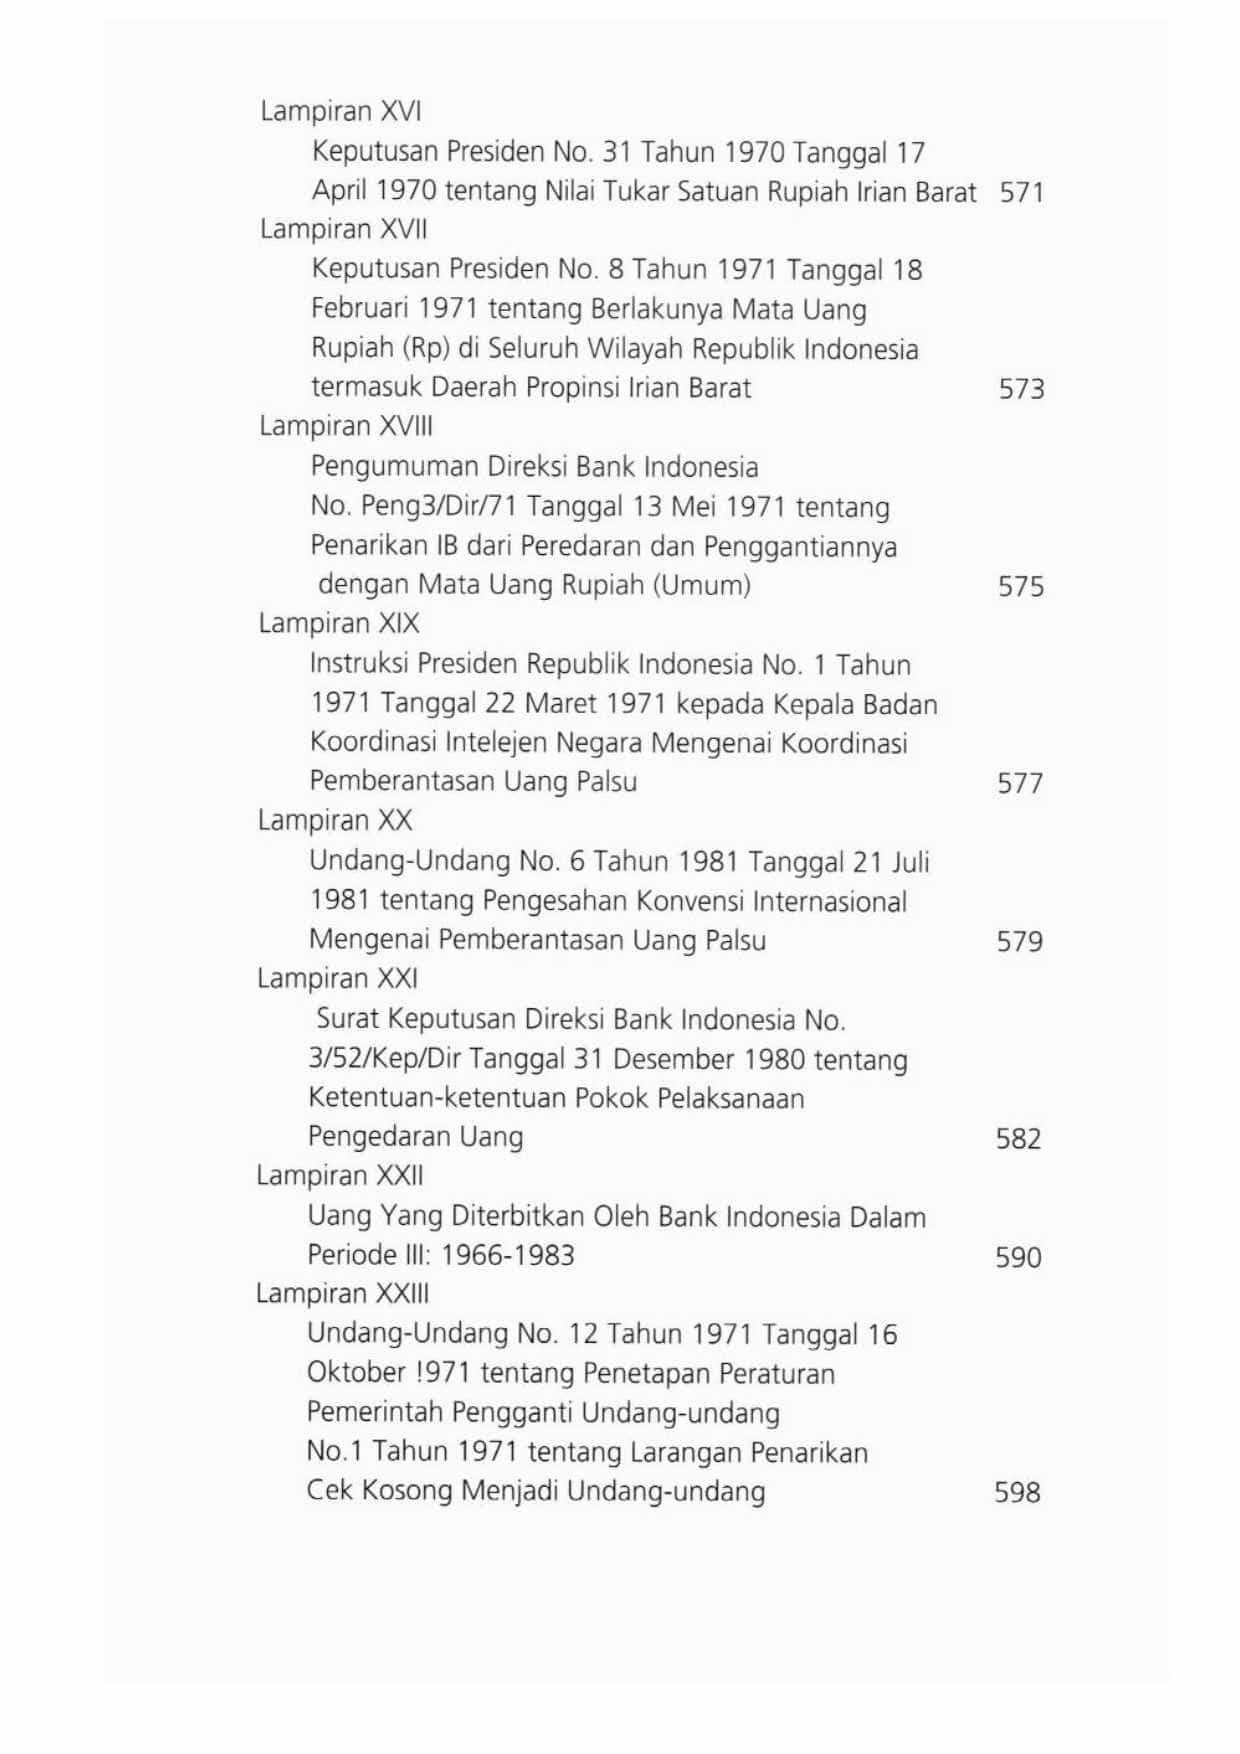 Lampiran XVI
Keputusan Presiden No. 31 Tahun 1970 Tanggal 17
April 1970 tentang Nilai Tukar Satuan Rupiah Irian Barat 571
Lampiran XVII
Keputusan Presiden No. 8 Tahun 1971 Tanggal 18
Februari 1971 tentang Berlakunya Mata Uang
Rupiah (Rp) di Seluruh Wilayah Republik Indonesia
termasuk Daerah Propinsi Irian Barat 573
Lampiran XVIII
Pengumuman Direksi Bank Indonesia
No. Peng3/Dir/71 Tanggal 13 Mei 1971 tentang
Penarikan IB dari Peredaran dan Penggantiannya
dengan Mata Uang Rupiah (Umum) 575
Lampiran XIX
Instruksi Presiden Republik Indonesia No. 1 Tahun
1971 Tanggal 22 Maret 1971 kepada Kepala Badan
Koordinasi Intelejen Negara Mengenai Koordinasi
Pemberantasan Uang Palsu 577
Lampiran XX
Undang-Undang No. 6 Tahun 1981 Tanggal 21 Juli
1981 tentang Pengesahan Konvensi Internasional
Mengenai Pemberantasan Uang Palsu 579
Lampiran XXI
Surat Keputusan Direksi Bank Indonesia No.
3/52/Kep/Dir Tanggal 31 Desember 1980 tentang
Ketentuan-ketentuan Pokok Pelaksanaan
Pengedaran Uang 582
Lampiran XXII
Uang Yang Diterbitkan Oleh Bank Indonesia Dalam
Periode III: 1966-1983 590
Lampiran XXIII
Undang-Undang No. 12 Tahun 1971 Tanggal 16
Oktober !971 tentang Penetapan Peraturan
Pemerintah Pengganti Undang-undang
No.1 Tahun 1971 tentang Larangan Penarikan
Cek Kosong Menjadi Undang-undang 598